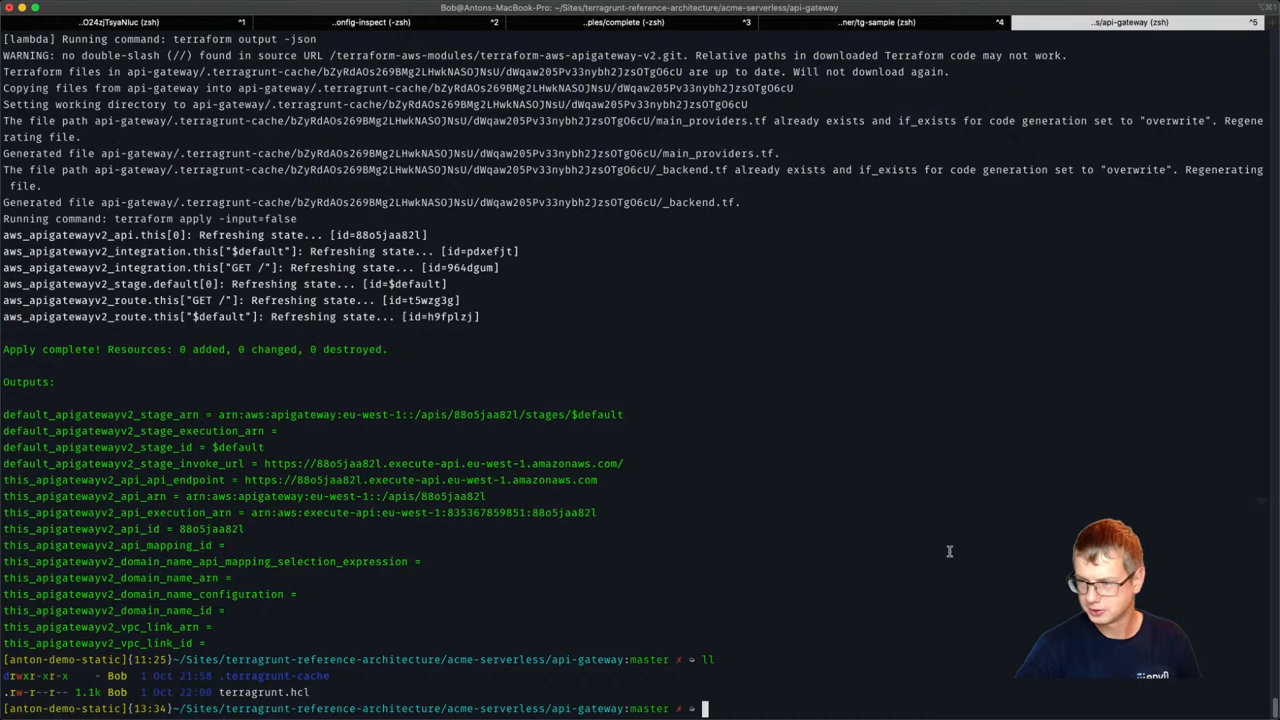 Bob@Antons-MacBook-Pro: ~/Sites/terragrunt-reference-architecture/acme-serverless/api-gateway
⌥⌘1
..O24zjTsyaNluc (-zsh) ^1 ..onfig-inspect (-zsh) ^2 ..ples/complete (-zsh) ^3 ..ner/tg-sample (zsh) ^4 ..s/api-gateway (zsh) ^5
[lambda] Running command: terraform output -json
WARNING: no double-slash (//) found in source URL /terraform-aws-modules/terraform-aws-apigateway-v2.git. Relative paths in downloaded Terraform code may not work.
Terraform files in api-gateway/.terragrunt-cache/bZyRdAOs269BMg2LHwkNASOJNsU/dWqaw205Pv33nybh2JzsOTgO6cU are up to date. Will not download again.
Copying files from api-gateway into api-gateway/.terragrunt-cache/bZyRdAOs269BMg2LHwkNASOJNsU/dWqaw205Pv33nybh2JzsOTgO6cU
Setting working directory to api-gateway/.terragrunt-cache/bZyRdAOs269BMg2LHwkNASOJNsU/dWqaw205Pv33nybh2JzsOTgO6cU
The file path api-gateway/.terragrunt-cache/bZyRdAOs269BMg2LHwkNASOJNsU/dWqaw205Pv33nybh2JzsOTgO6cU/main_providers.tf already exists and if_exists for code generation set to "overwrite". Regene
rating file.
Generated file api-gateway/.terragrunt-cache/bZyRdAOs269BMg2LHwkNASOJNsU/dWqaw205Pv33nybh2JzsOTgO6cU/main_providers.tf.
The file path api-gateway/.terragrunt-cache/bZyRdAOs269BMg2LHwkNASOJNsU/dWqaw205Pv33nybh2JzsOTgO6cU/_backend.tf already exists and if_exists for code generation set to "overwrite". Regenerating
file.
Generated file api-gateway/.terragrunt-cache/bZyRdAOs269BMg2LHwkNASOJNsU/dWqaw205Pv33nybh2JzsOTgO6cU/_backend.tf.
Running command: terraform apply -input=false
aws_apigatewayv2_api.this[0]: Refreshing state... [id=88o5jaa82l]
aws_apigatewayv2_integration.this["$default"]: Refreshing state... [id=pdxefjt]
aws_apigatewayv2_integration.this["GET /"]: Refreshing state... [id=964dgum]
aws_apigatewayv2_stage.default[0]: Refreshing state... [id=$default]
aws_apigatewayv2_route.this["GET /"]: Refreshing state... [id=t5wzg3g]
aws_apigatewayv2_route.this["$default"]: Refreshing state... [id=h9fplzj]
Apply complete! Resources: 0 added, 0 changed, 0 destroyed.
Outputs:
default_apigatewayv2_stage_arn = arn:aws:apigateway:eu-west-1::/apis/88o5jaa82l/stages/$default
default_apigatewayv2_stage_execution_arn =
default_apigatewayv2_stage_id = $default
default_apigatewayv2_stage_invoke_url = https://88o5jaa82l.execute-api.eu-west-1.amazonaws.com/
this_apigatewayv2_api_api_endpoint = https://88o5jaa82l.execute-api.eu-west-1.amazonaws.com
this_apigatewayv2_api_arn = arn:aws:apigateway:eu-west-1::/apis/88o5jaa82l
this_apigatewayv2_api_execution_arn = arn:aws:execute-api:eu-west-1:835367859851:88o5jaa82l
this_apigatewayv2_api_id = 88o5jaa82l
this_apigatewayv2_api_mapping_id =
this_apigatewayv2_domain_name_api_mapping_selection_expression =
this_apigatewayv2_domain_name_arn =
this_apigatewayv2_domain_name_configuration =
this_apigatewayv2_domain_name_id =
this_apigatewayv2_vpc_link_arn =
this_apigatewayv2_vpc_link_id =
[anton-demo-static]{11:25}~/Sites/terragrunt-reference-architecture/acme-serverless/api-gateway:master ✗ ➭ ll
drwxr-xr-x - Bob 1 Oct 21:58 .terragrunt-cache
.rw-r--r-- 1.1k Bob 1 Oct 22:00 terragrunt.hcl
[anton-demo-static]{13:34}~/Sites/terragrunt-reference-architecture/acme-serverless/api-gateway:master ✗ ➭